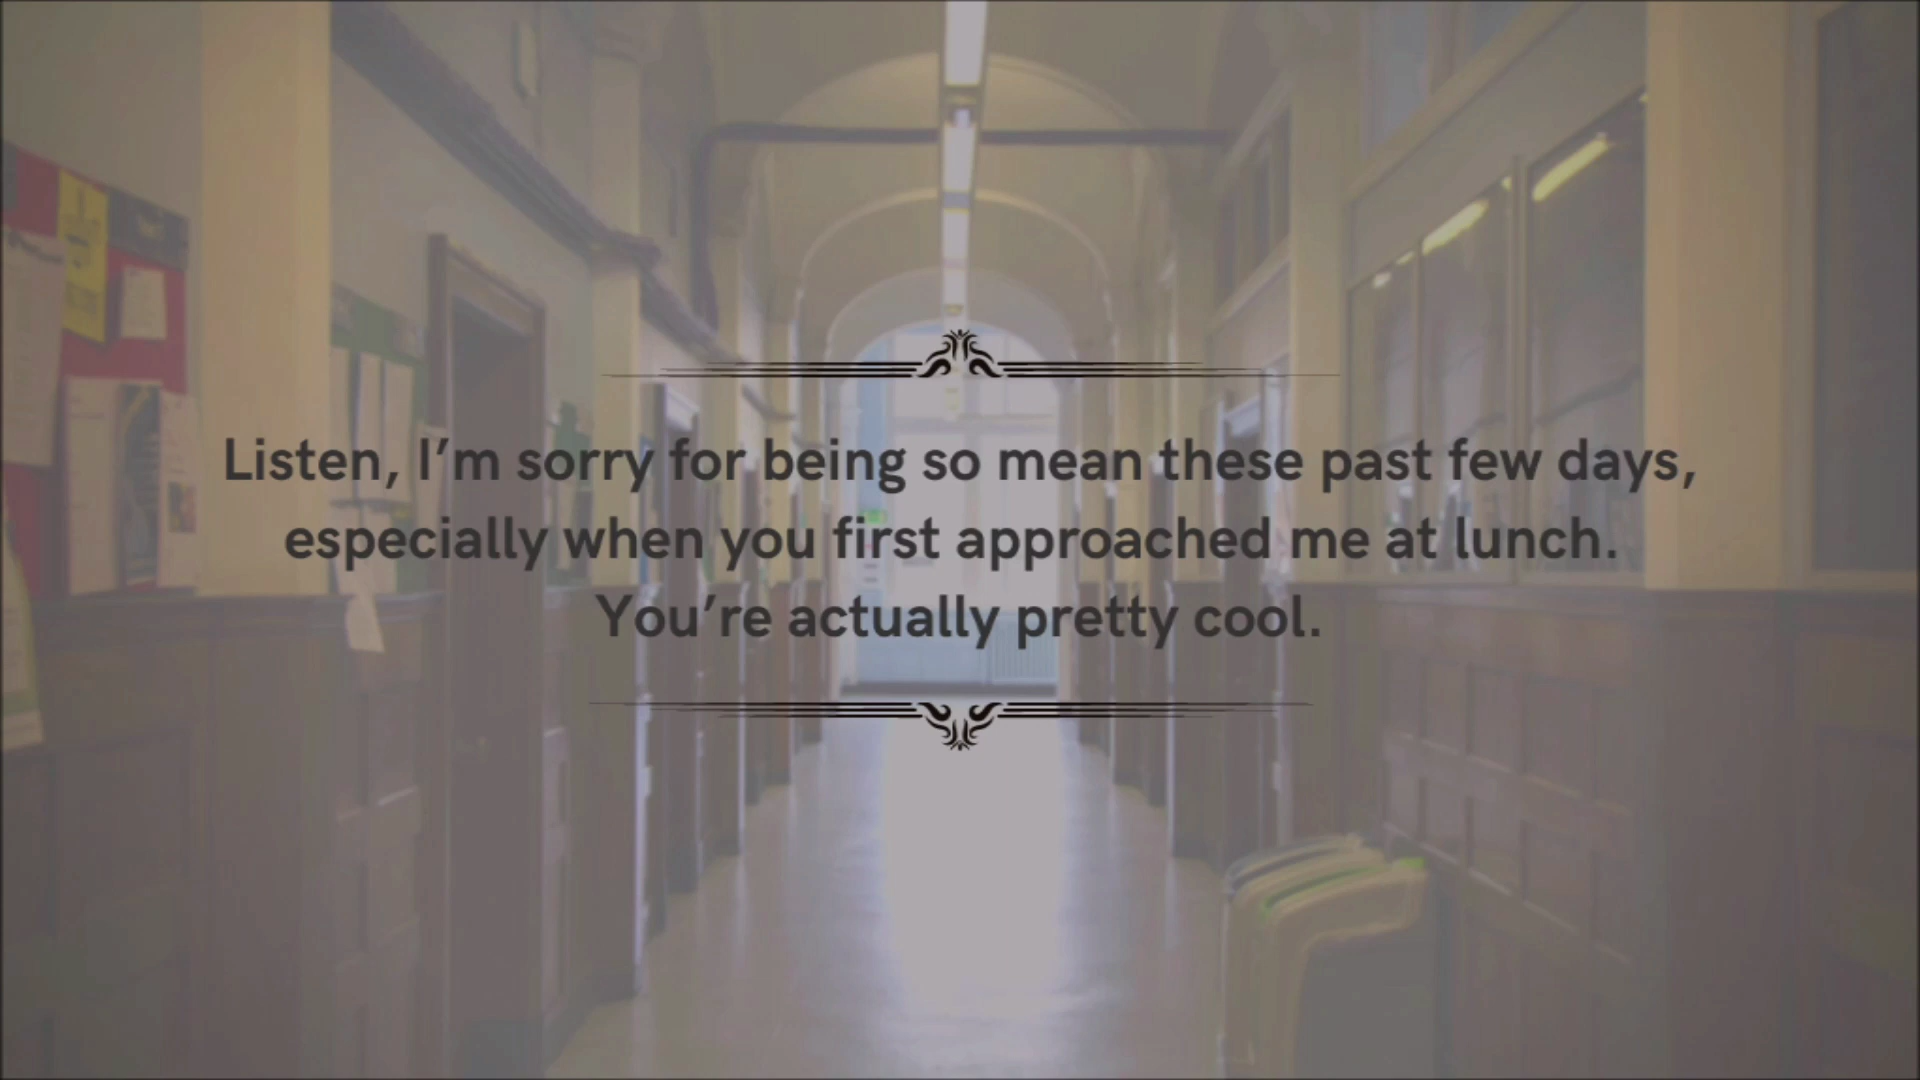 Listen, I’m sorry for being so mean these past few days,
especially when you first approached me at lunch.
You’re actually pretty cool.